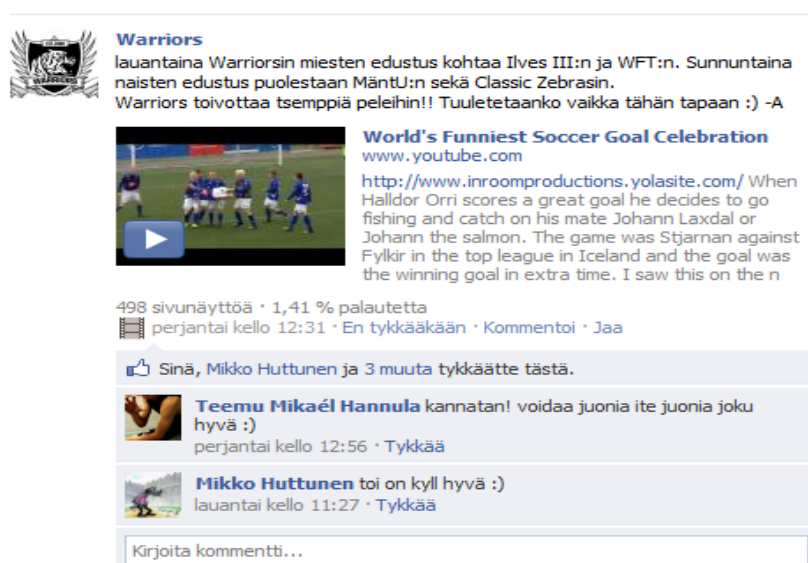 WARRIORS
Warriors
lauantaina Warriorsin miesten edustus kohtaa Ilves III:n ja WFT:n. Sunnuntaina
naisten edustus puolestaan MäntU:n sekä Classic Zebrasin.
Warriors toivottaa tsemppiä peleihin!! Tuuletetaanko vaikka tähän tapaan :) -A
World's Funniest Soccer Goal Celebration
www.youtube.com
http://www.inroomproductions.yolasite.com/ When
Halldor Orri scores a great goal he decides to go
fishing and catch on his mate Johann Laxdal or
Johann the salmon. The game was Stjarnan against
Fylkir in the top league in Iceland and the goal was
the winning goal in extra time. I saw this on the n
498 sivunäyttöä · 1,41 % palautetta
perjantai kello 12:31 · En tykkääkään · Kommentoi · Jaa
Sinä, Mikko Huttunen ja 3 muuta tykkäätte tästä.
Teemu Mikaél Hannula kannatan! voidaa juonia ite juonia joku
hyvä :)
perjantai kello 12:56 · Tykkää
Mikko Huttunen toi on kyll hyvä :)
lauantai kello 11:27 · Tykkää
Kirjoita kommentti...